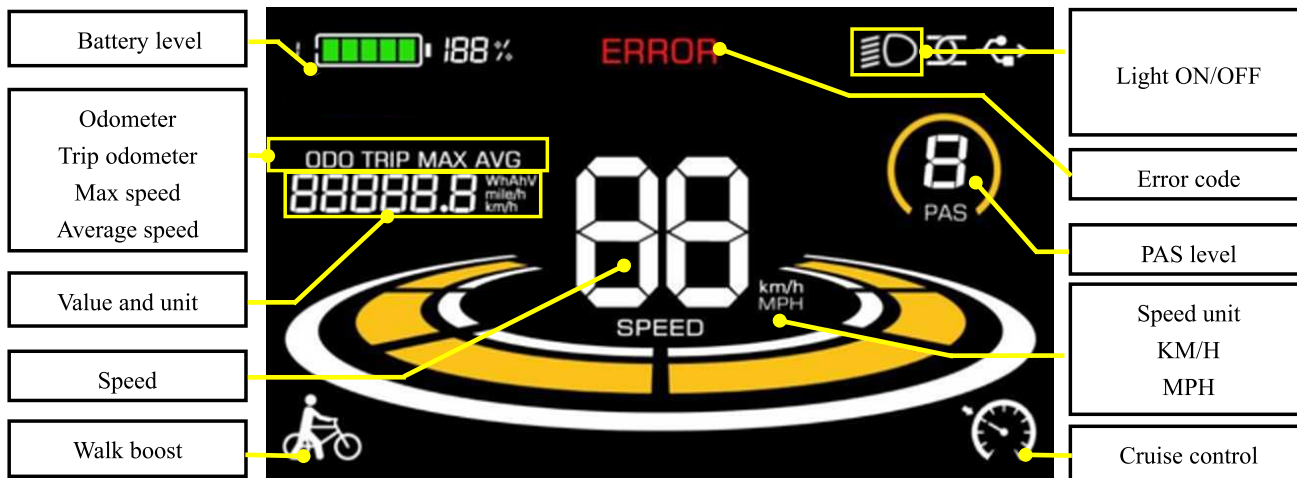 Battery level
Odometer
Trip odometer
Max speed
Average speed
Value and unit
Speed
Walk boost
188%
ERROR
ODO TRIP MAX AVG
88888.8
WhAhV
mile/h
km/h
88
km/h
MPH
SPEED
8
PAS
Light ON/OFF
Error code
PAS level
Speed unit
KM/H
MPH
Cruise control